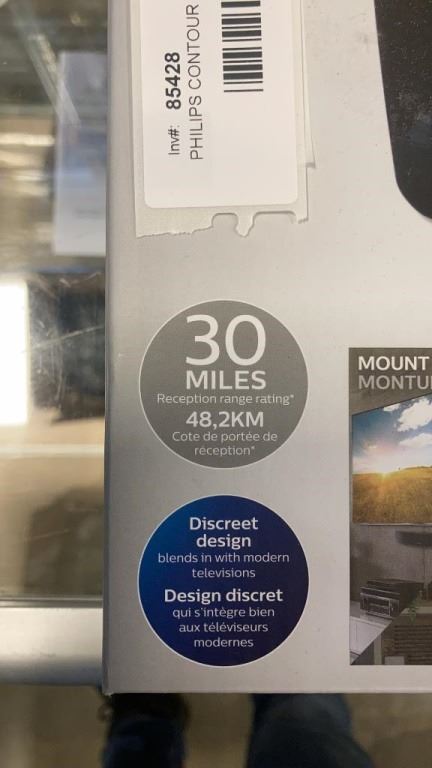 Inv#: 85428
PHILIPS CONTOUR
30
MILES
Reception range rating*
48,2KM
Cote de portée de
réception*
Discreet
design
blends in with modern
televisions
Design discret
qui s'intègre bien
aux téléviseurs
modernes
MOUNT